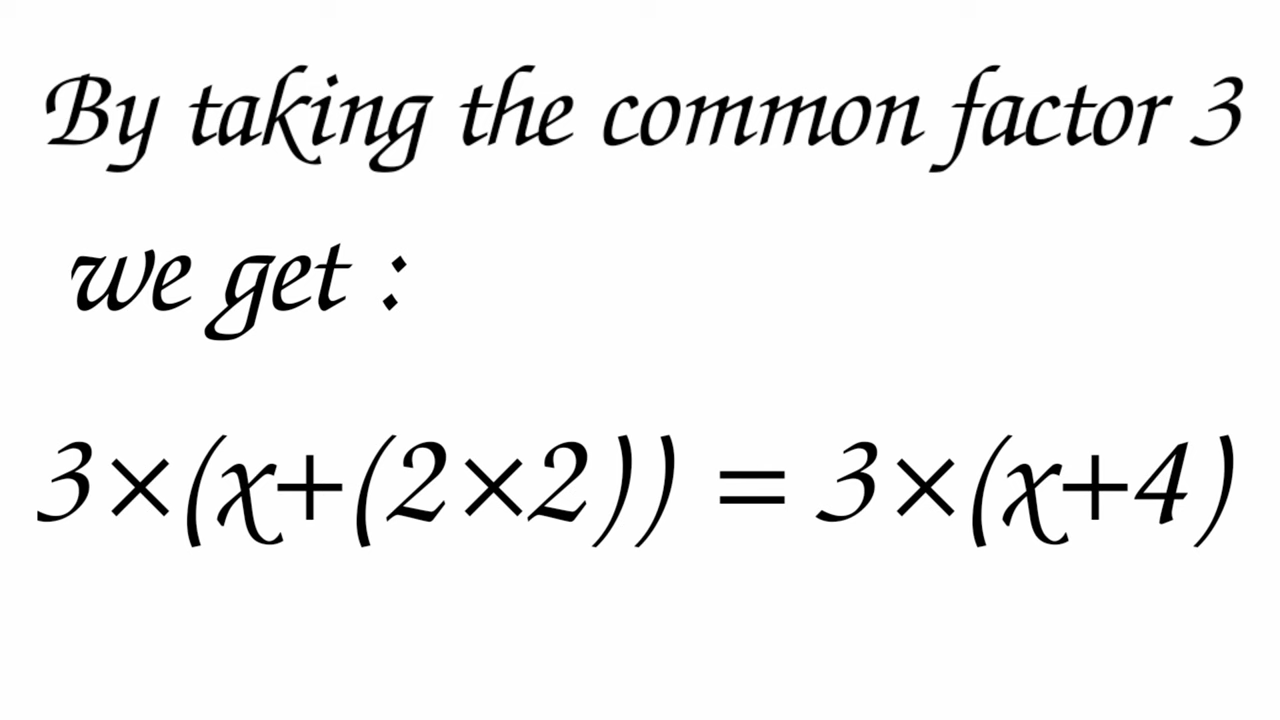 By taking the common factor 3
we get :
3×(x+(2×2)) = 3×(x+4)